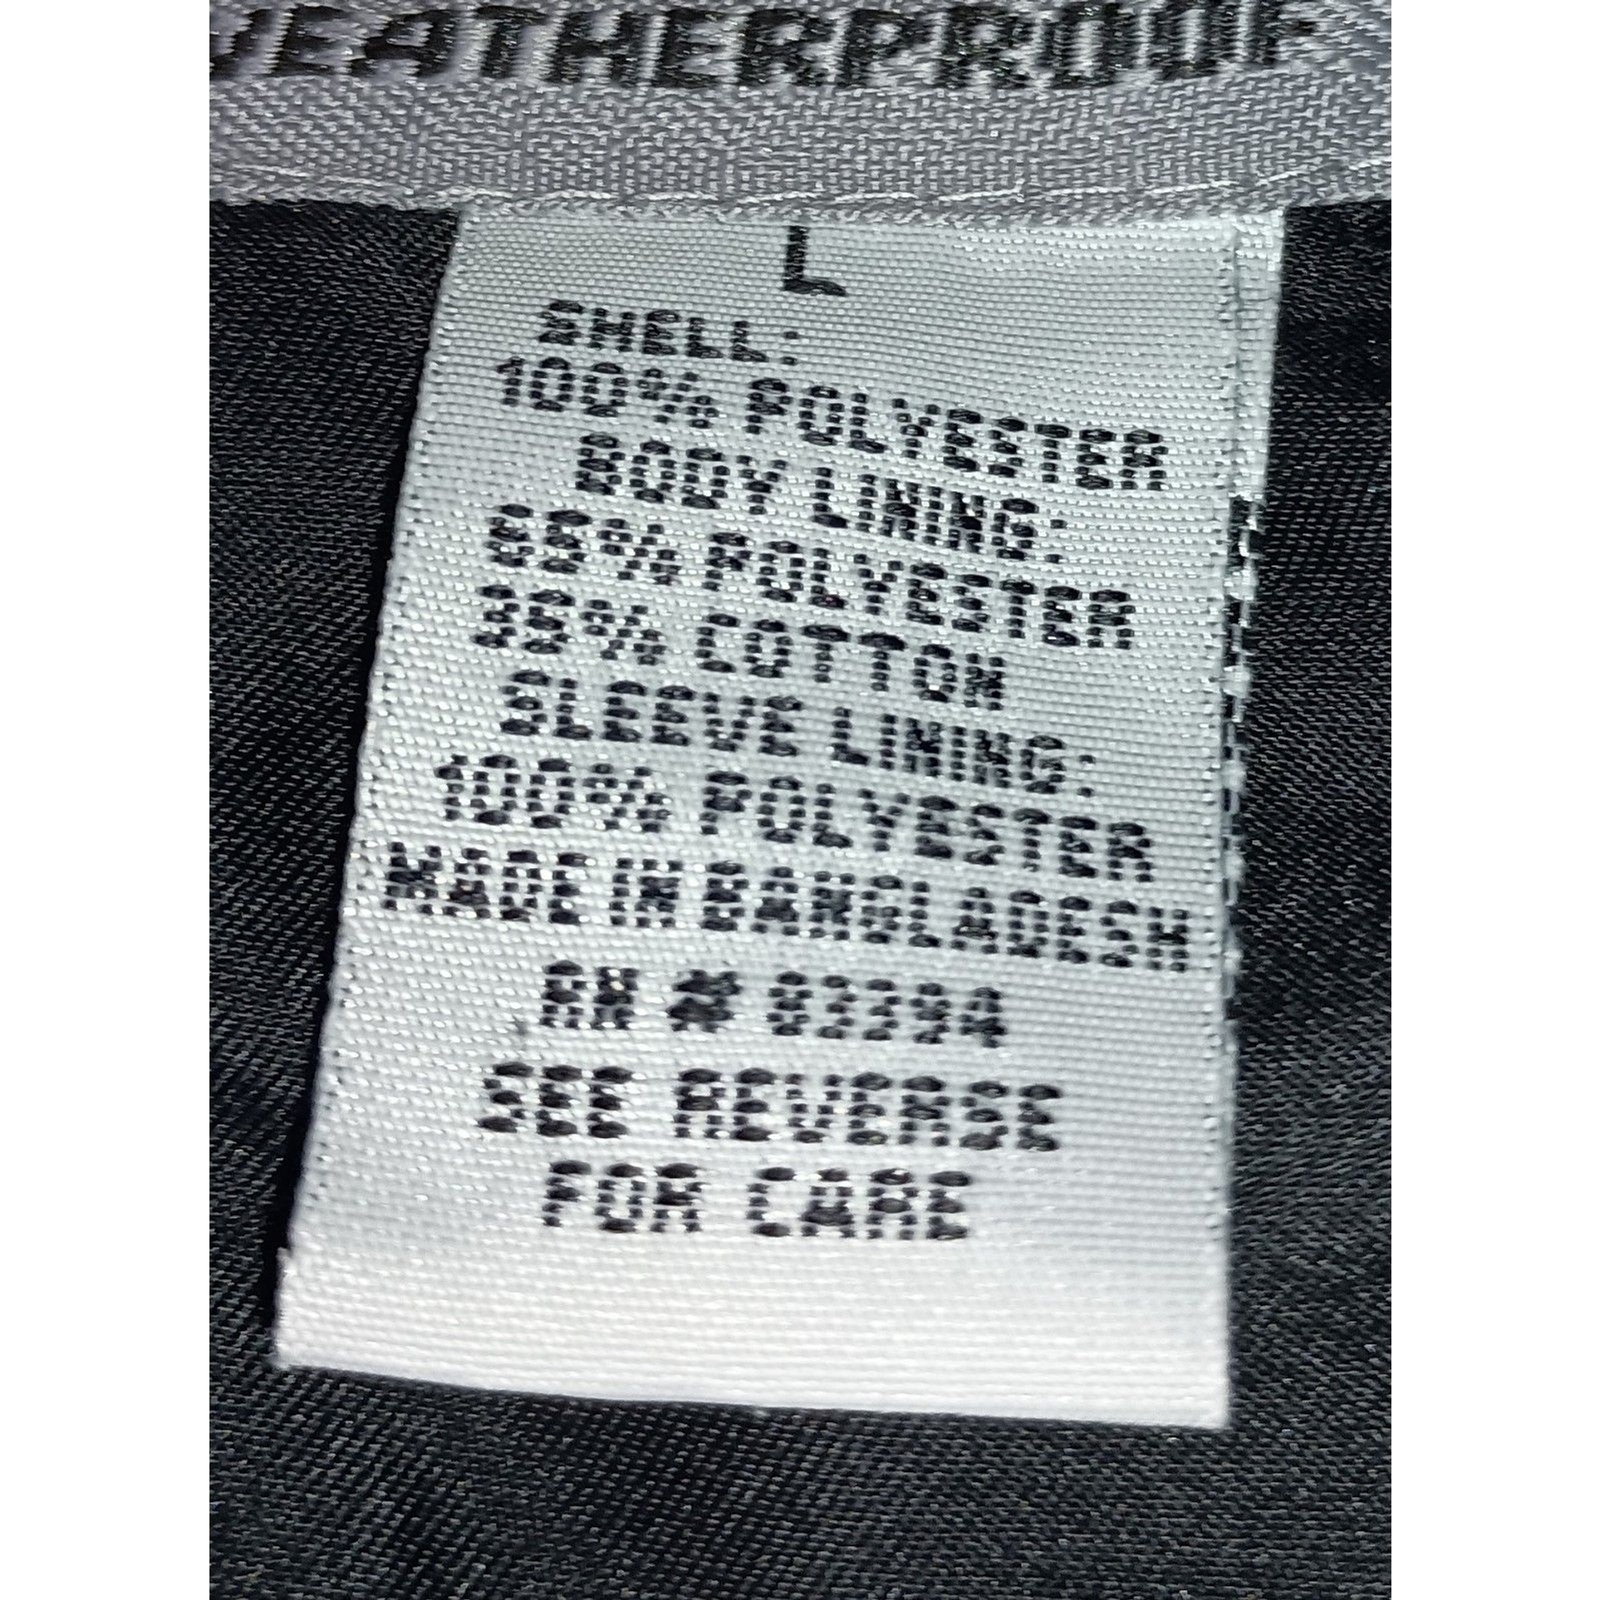 WEATHERPROOF
L
SHELL:
100% POLYESTER
BODY LINING:
65% POLYESTER
35% COTTON
SLEEVE LINING:
100% POLYESTER
MADE IN BANGLADESH
RN #
SEE REVERSE
FOR CARE